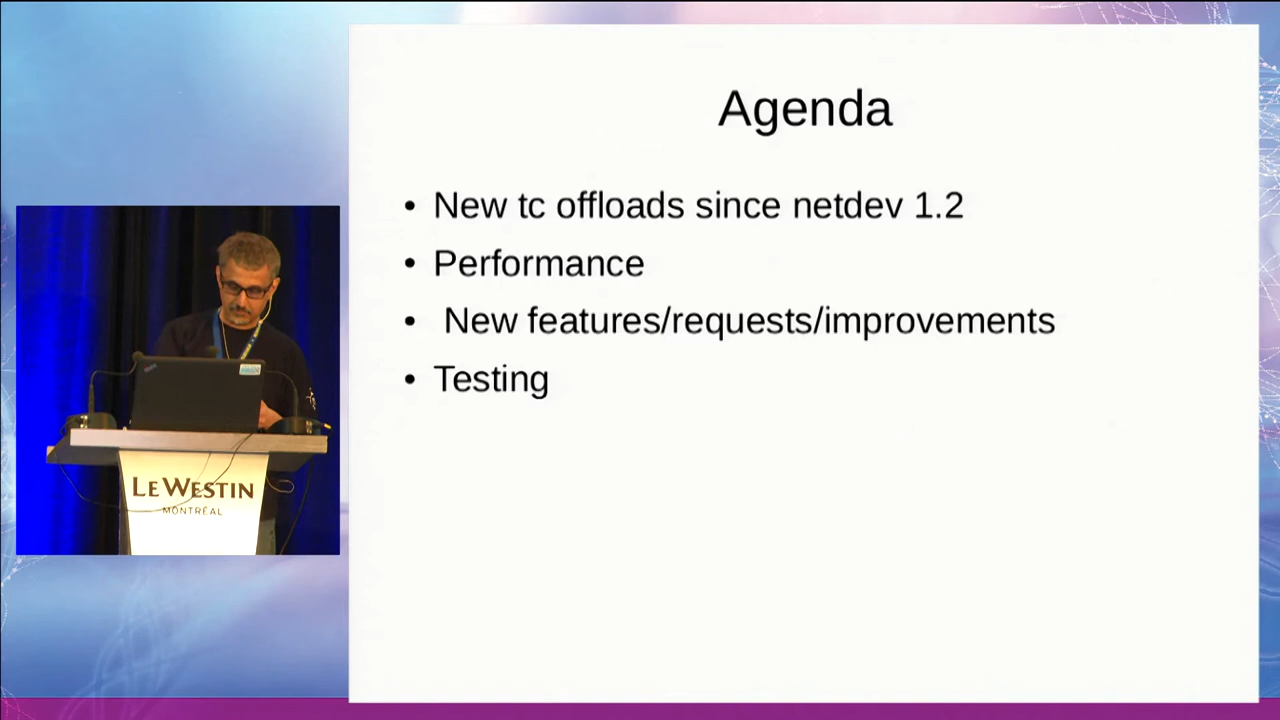 Agenda
• New tc offloads since netdev 1.2
• Performance
• New features/requests/improvements
• Testing
LE WESTIN
MONTRÉAL